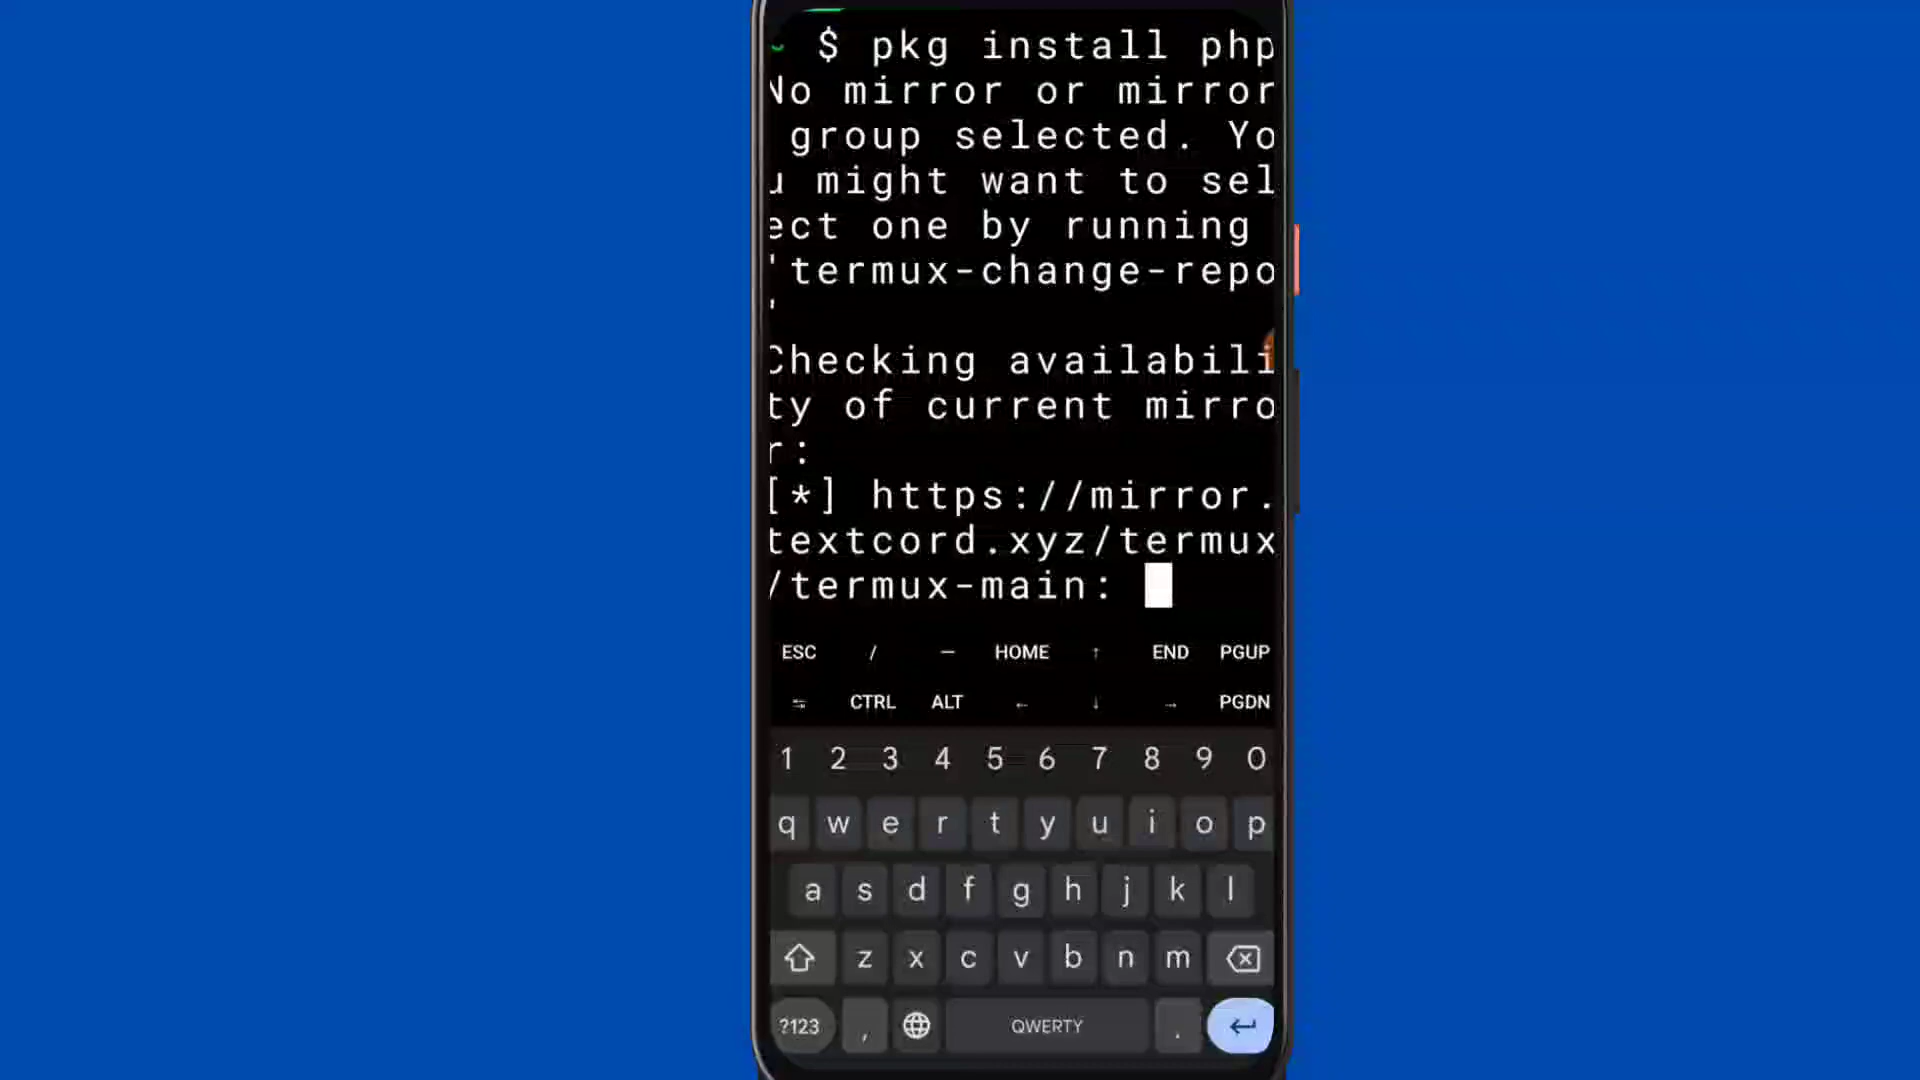 ~ $ pkg install php
No mirror or mirror
group selected. Yo
u might want to sel
ect one by running
'termux-change-repo
'
Checking availabili
ty of current mirro
r:
[*] https://mirror.
textcord.xyz/termux
/termux-main:
ESC / — HOME ↑ END PGUP
⇆ CTRL ALT ← ↓ → PGDN
1 2 3 4 5 6 7 8 9 0
q w e r t y u i o p
a s d f g h j k l
z x c v b n m
?123 , QWERTY .